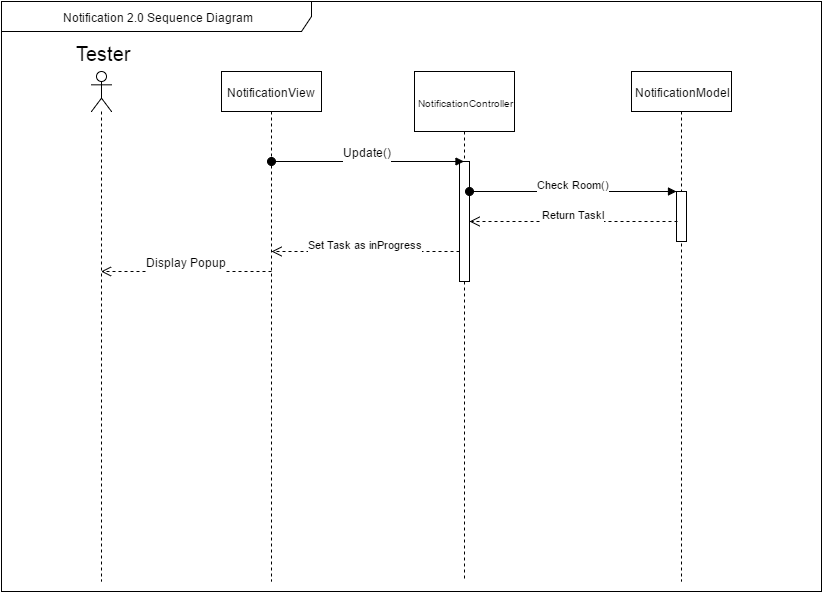 Notification 2.0 Sequence Diagram
Tester
NotificationView
NotificationController
NotificationModel
Update()
Check Room()
Return TaskI
Set Task as inProgress
Display Popup